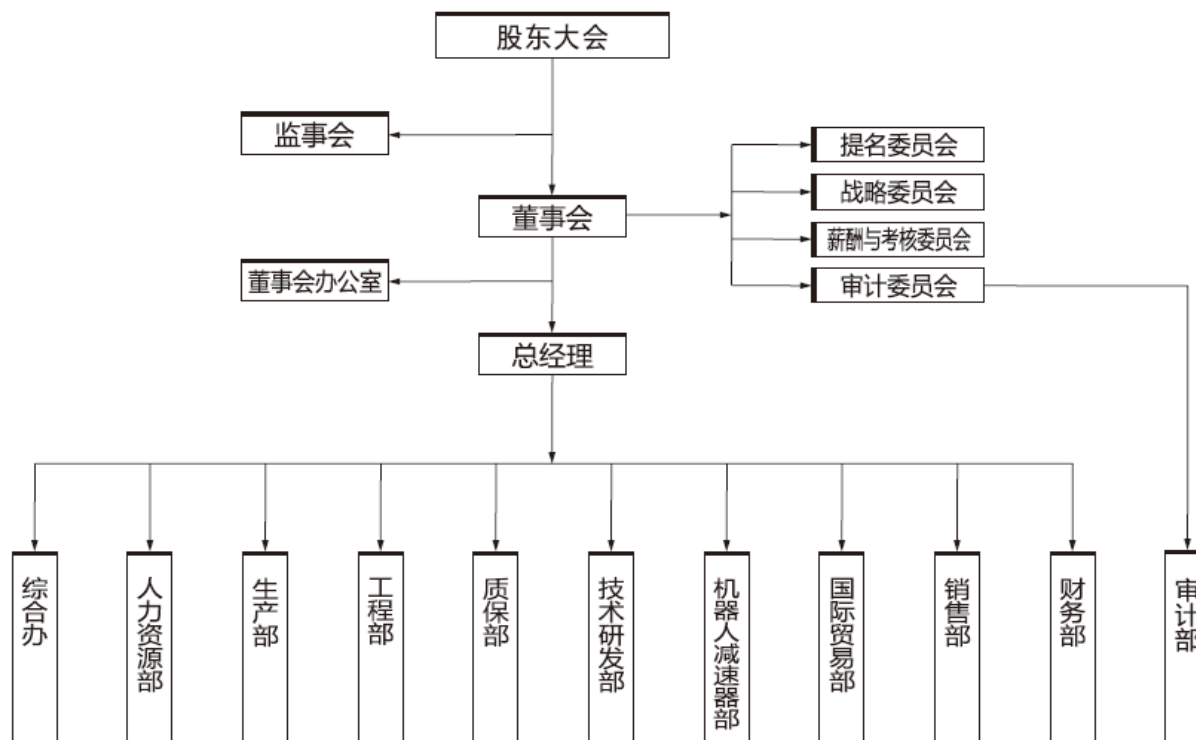 股东大会
监事会
提名委员会
战略委员会
董事会
薪酬与考核委员会
董事会办公室
审计委员会
总经理
综合办
人力资源部
生产部
工程部
质保部
技术研发部
机器人减速器部
国际贸易部
销售部
财务部
审计部